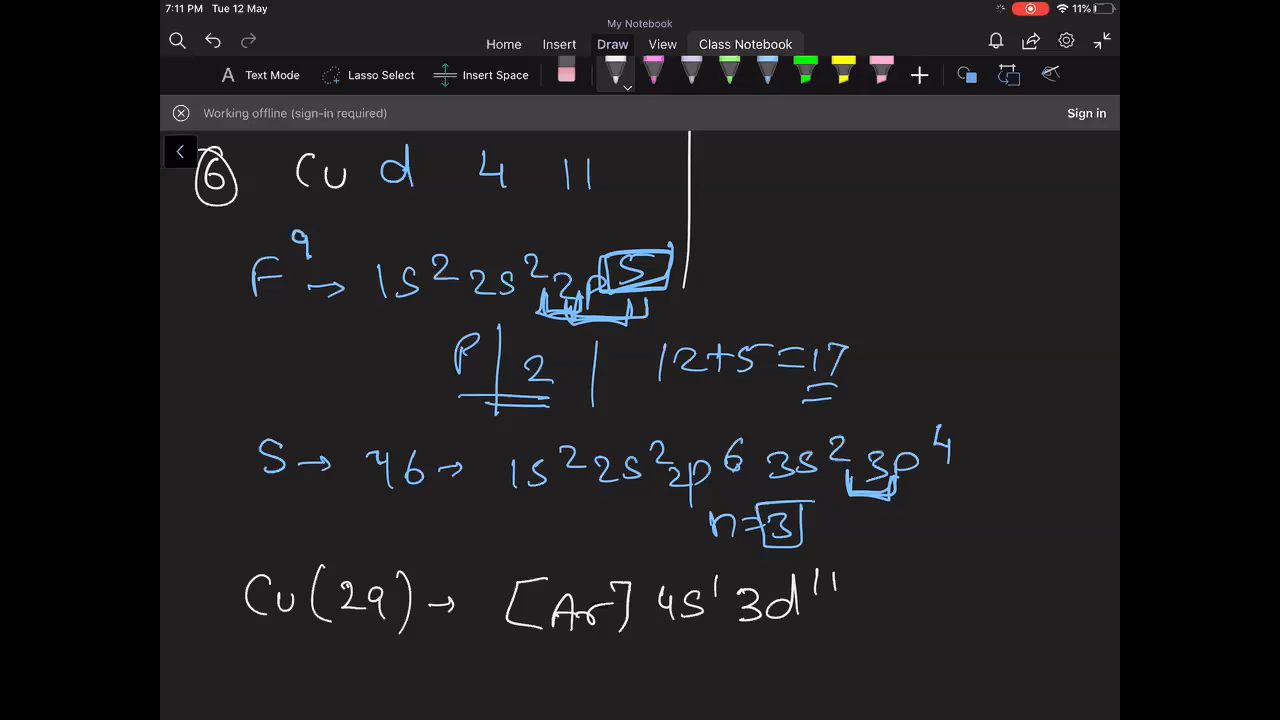 7:11 PM Tue 12 May
11%
My Notebook
Home Insert Draw View Class Notebook
Text Mode Lasso Select Insert Space
Working offline (sign-in required) Sign in
6 Cu d 4 11
F⁹ → 1s² 2s² 2p⁵
P | 2 | 12+5=17
S → 46 → 1s² 2s² 2p⁶ 3s² 3p⁴
n=3
Cu(29) → [Ar] 4s¹ 3d¹¹